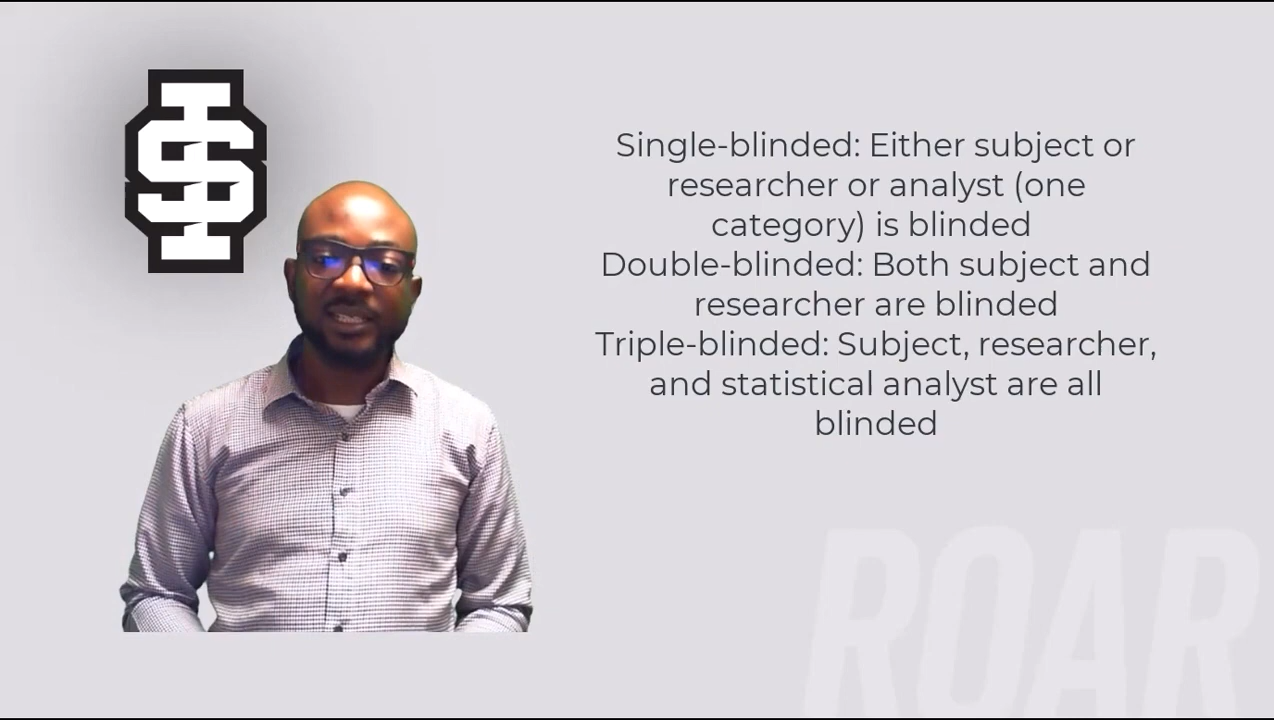 IS
Single-blinded: Either subject or
researcher or analyst (one
category) is blinded
Double-blinded: Both subject and
researcher are blinded
Triple-blinded: Subject, researcher,
and statistical analyst are all
blinded
ROAR